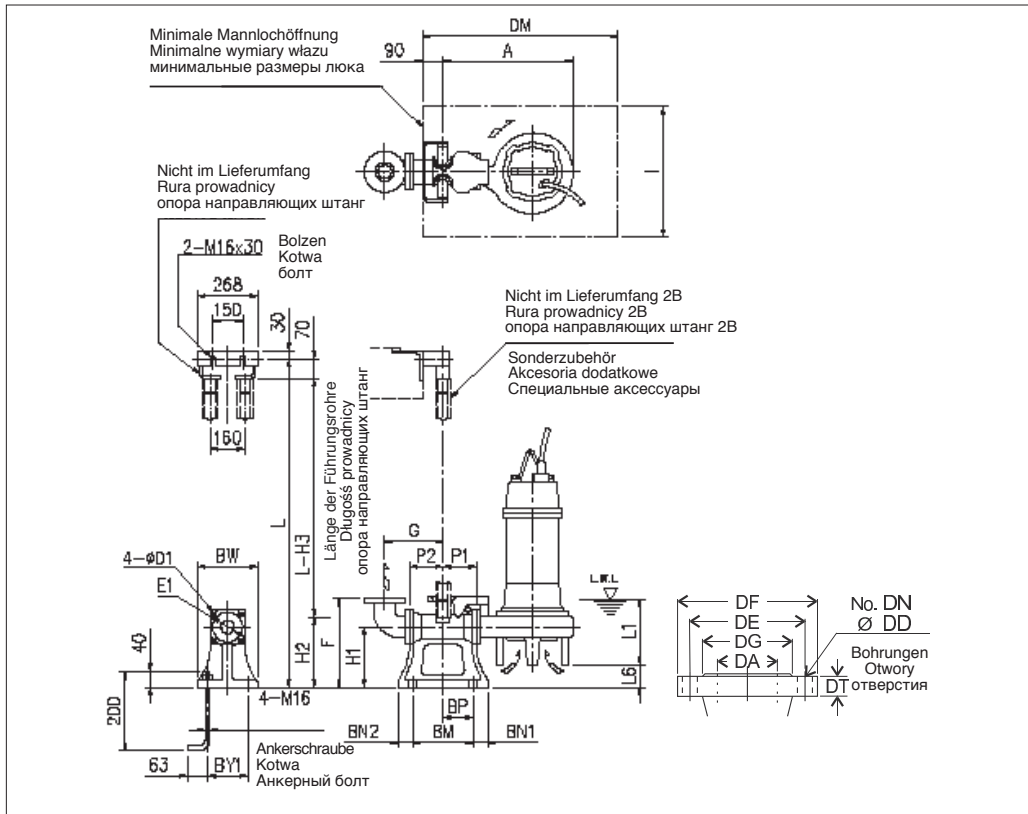 DM
Minimale Mannlochöffnung
Minimalne wymiary włazu
минимальные размеры люка
90
A
I
Nicht im Lieferumfang
Rura prowadnicy
опора направляющих штанг
2-M16x30
Bolzen
Kotwa
болт
268
150
30
70
160
Nicht im Lieferumfang 2B
Rura prowadnicy 2B
опора направляющих штанг 2B
Sonderzubehör
Akcesoria dodatkowe
Специальные аксессуары
Länge der Führungsrohre
Długość prowadnicy
опора направляющих штанг
L
L-H3
G
P2
P1
4-øD1
BW
E1
L.W.L
40
H2
F
H1
L1
L6
4-M16
200
BP
BN2
BM
BN1
63
BY1
Ankerschraube
Kotwa
Анкерный болт
DF
DE
DG
DA
DT
No. DN
Ø DD
Bohrungen
Otwory
отверстия